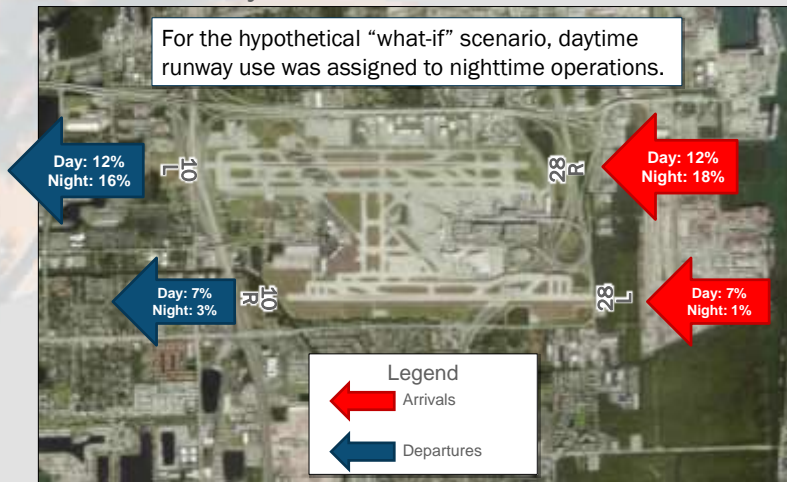 For the hypothetical “what-if” scenario, daytime
runway use was assigned to nighttime operations.
Day: 12%
Night: 16%
10
L
28
R
Day: 12%
Night: 18%
Day: 7%
Night: 3%
10
R
28
L
Day: 7%
Night: 1%
Legend
Arrivals
Departures